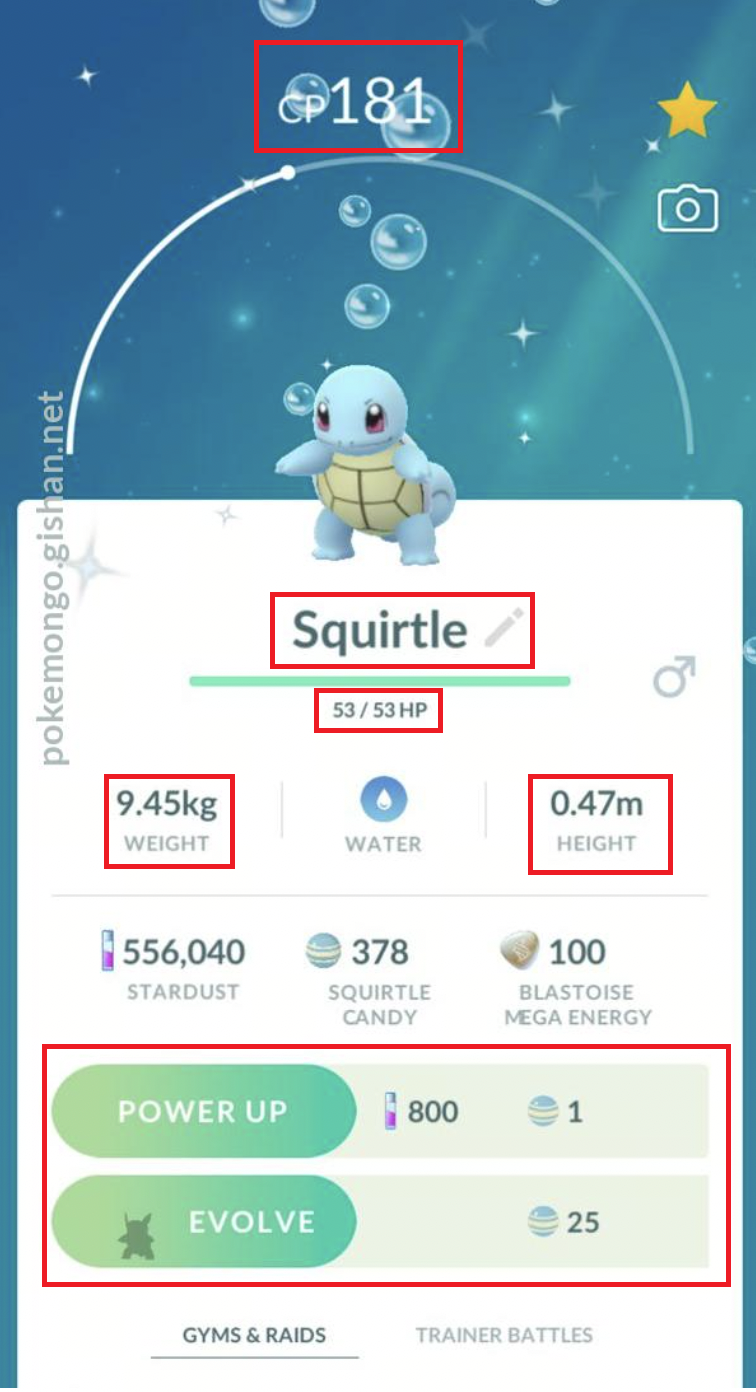 CP181
Squirtle
53 / 53 HP
9.45kg
WEIGHT
WATER
0.47m
HEIGHT
556,040
STARDUST
378
SQUIRTLE
CANDY
100
BLASTOISE
MEGA ENERGY
POWER UP 800 1
EVOLVE 25
GYMS & RAIDS TRAINER BATTLES
pokemongo.gishan.net